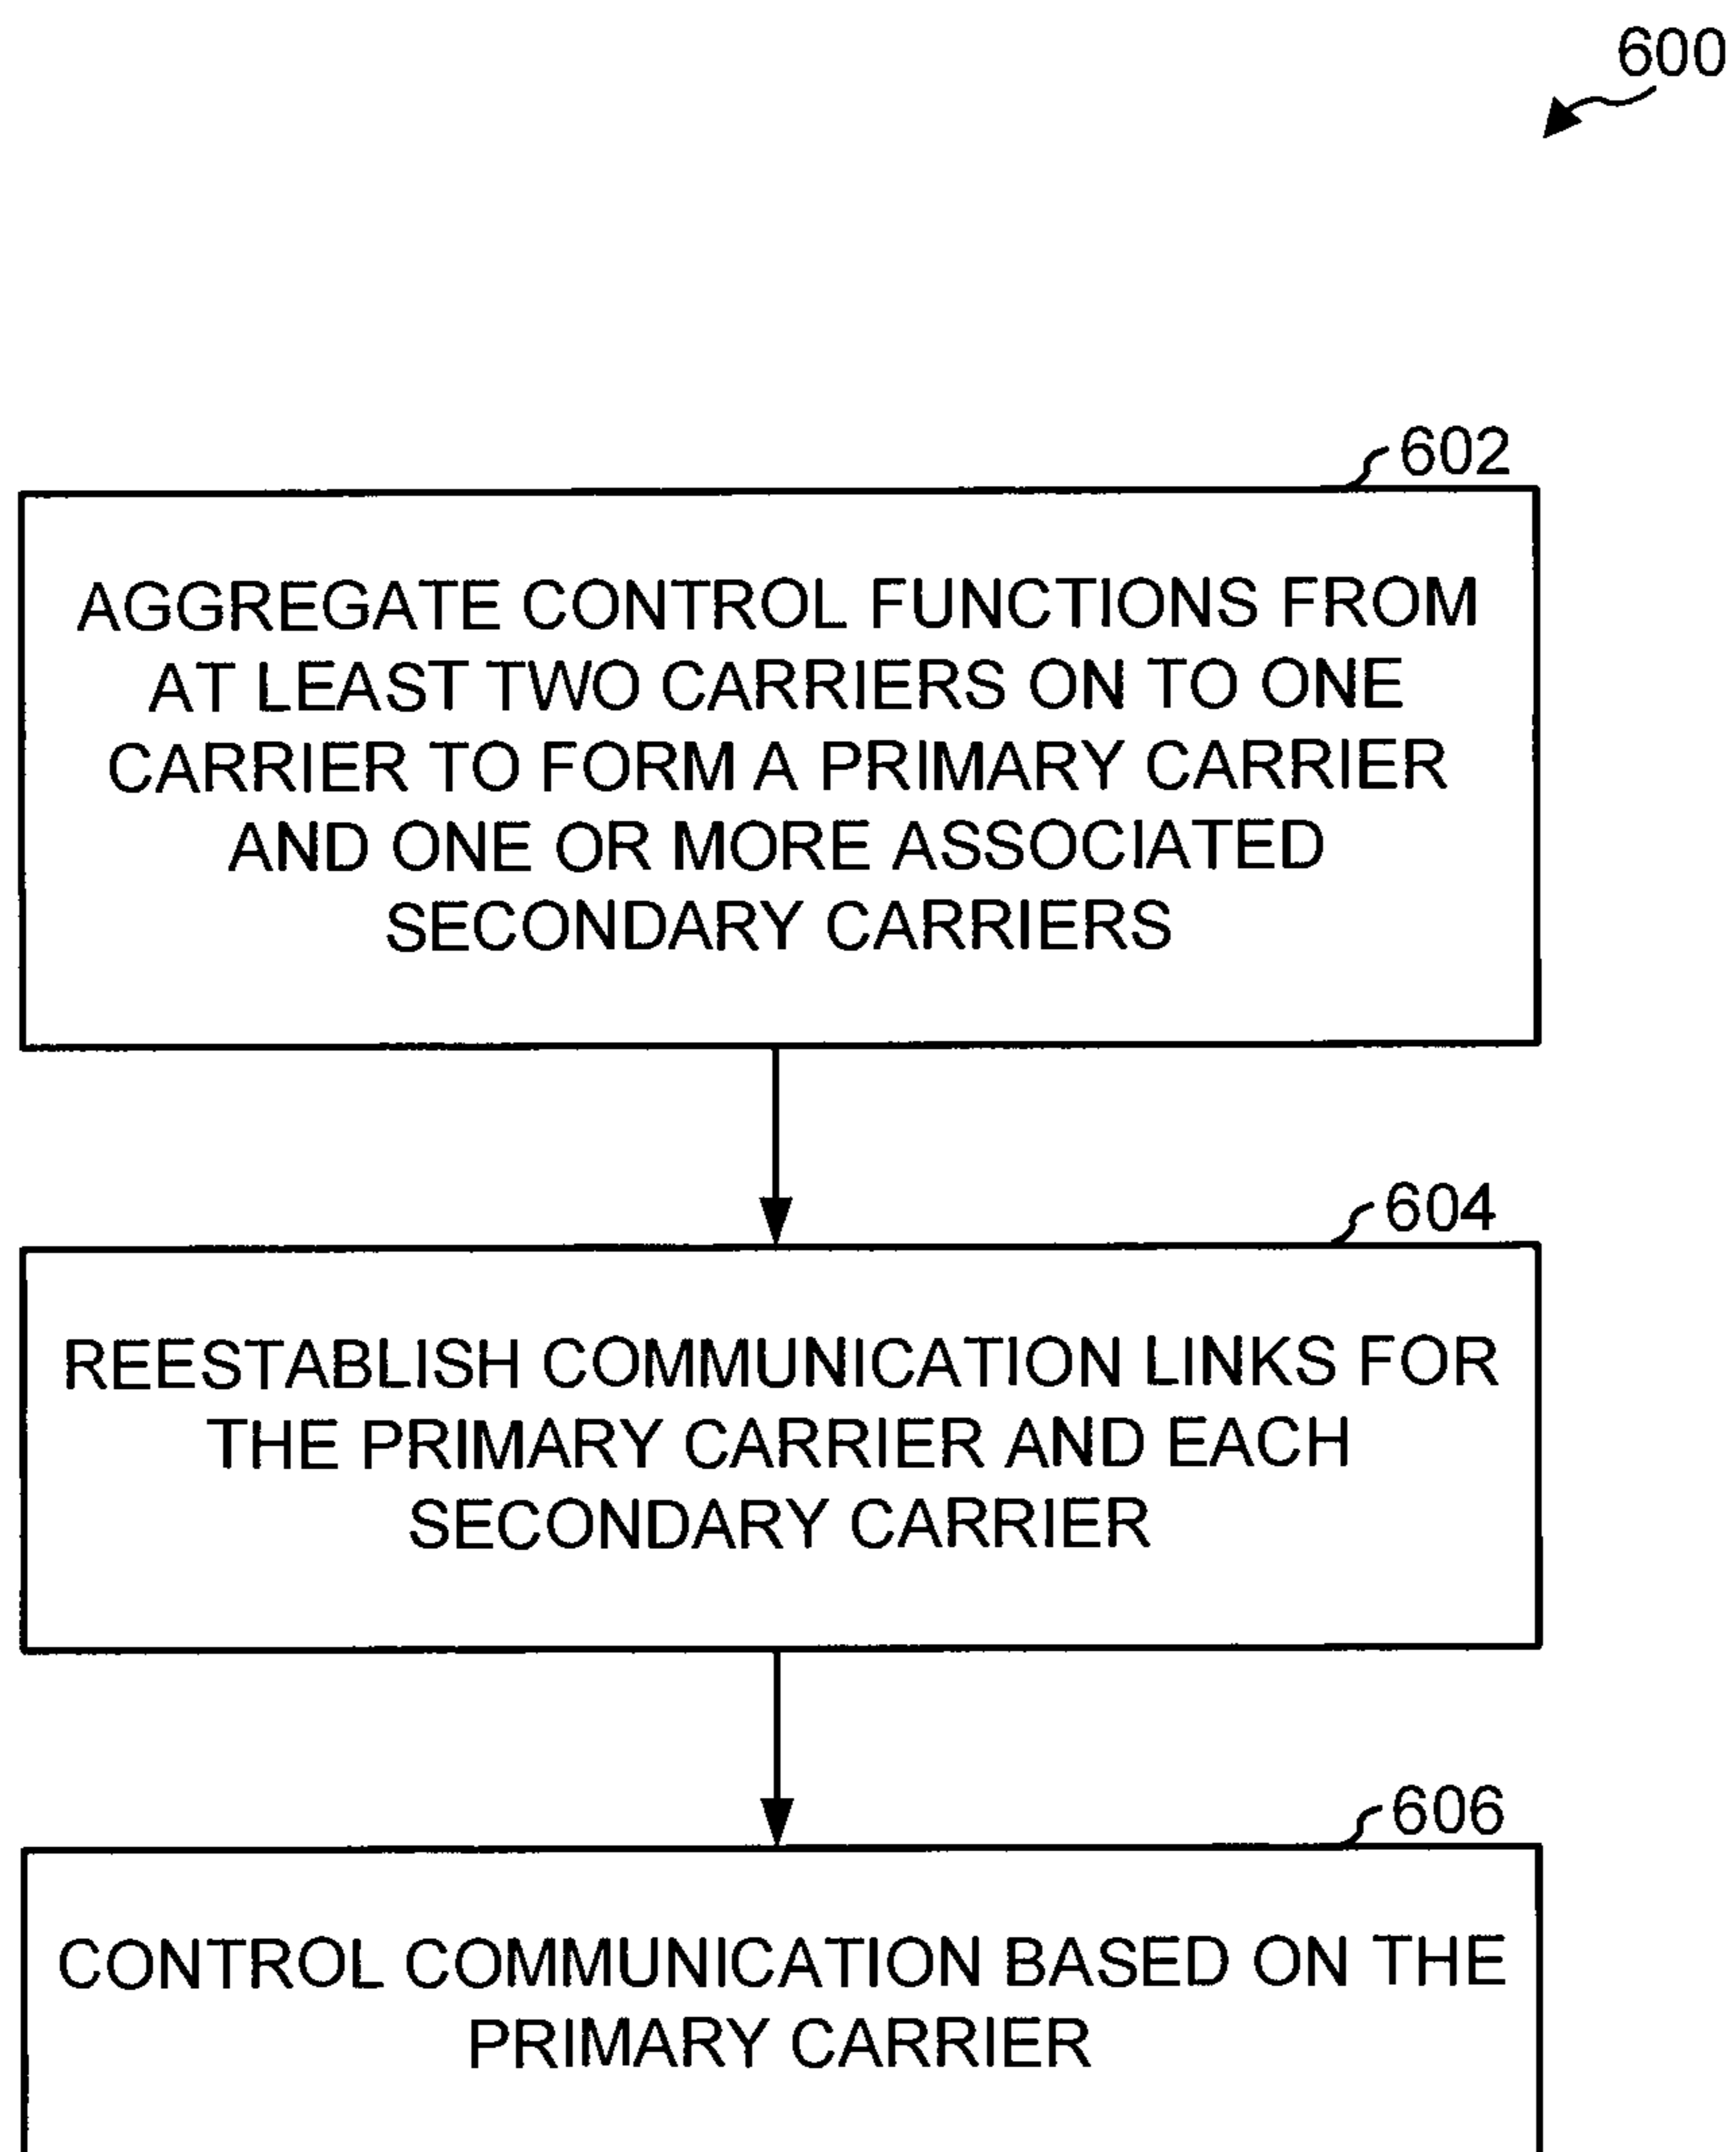 600
602
AGGREGATE CONTROL FUNCTIONS FROM
AT LEAST TWO CARRIERS ON TO ONE
CARRIER TO FORM A PRIMARY CARRIER
AND ONE OR MORE ASSOCIATED
SECONDARY CARRIERS
604
REESTABLISH COMMUNICATION LINKS FOR
THE PRIMARY CARRIER AND EACH
SECONDARY CARRIER
606
CONTROL COMMUNICATION BASED ON THE
PRIMARY CARRIER